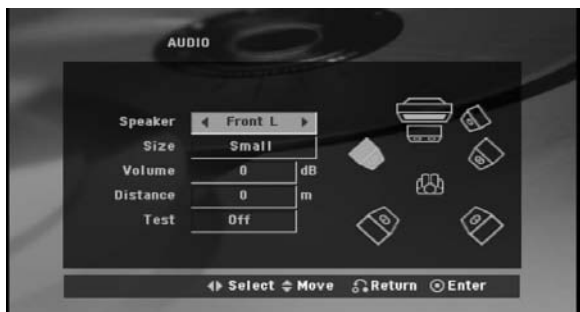 AUDIO
Speaker Front L
Size Small
Volume 0 dB
Distance 0 m
Test Off
Select Move Return Enter